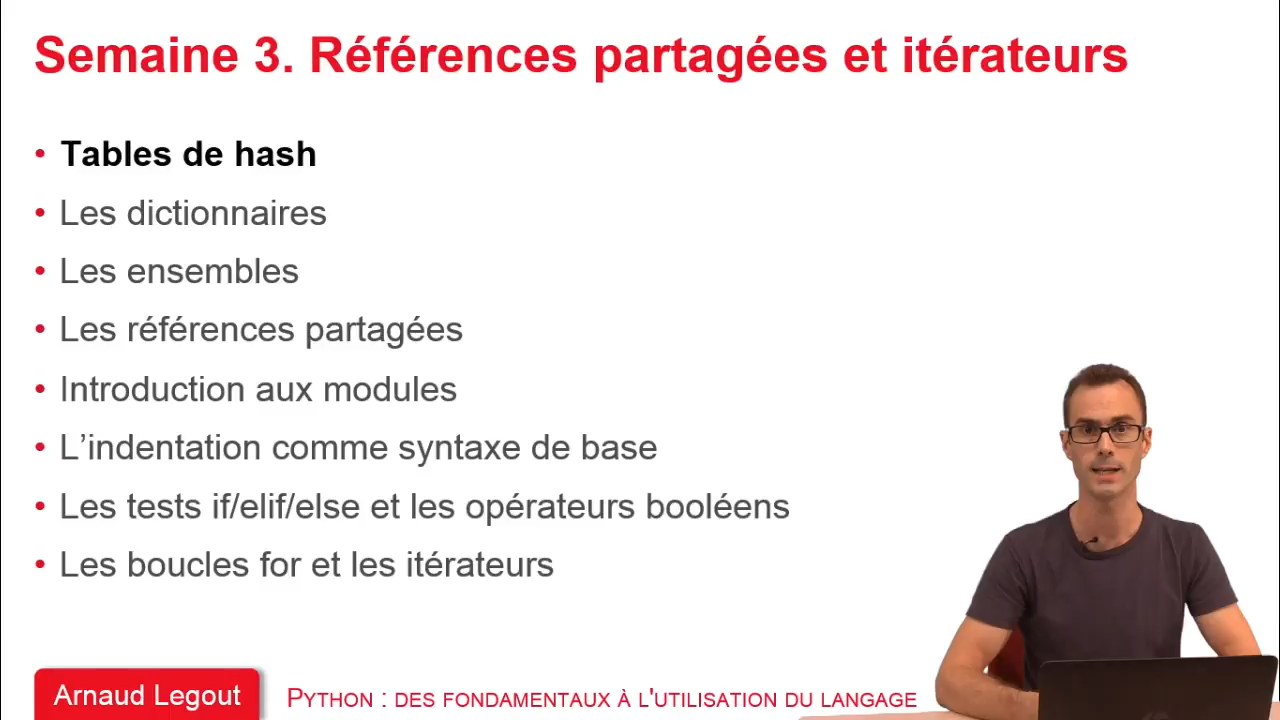 Semaine 3. Références partagées et itérateurs
• Tables de hash
• Les dictionnaires
• Les ensembles
• Les références partagées
• Introduction aux modules
• L’indentation comme syntaxe de base
• Les tests if/elif/else et les opérateurs booléens
• Les boucles for et les itérateurs
Arnaud Legout PYTHON : DES FONDAMENTAUX À L'UTILISATION DU LANGAGE